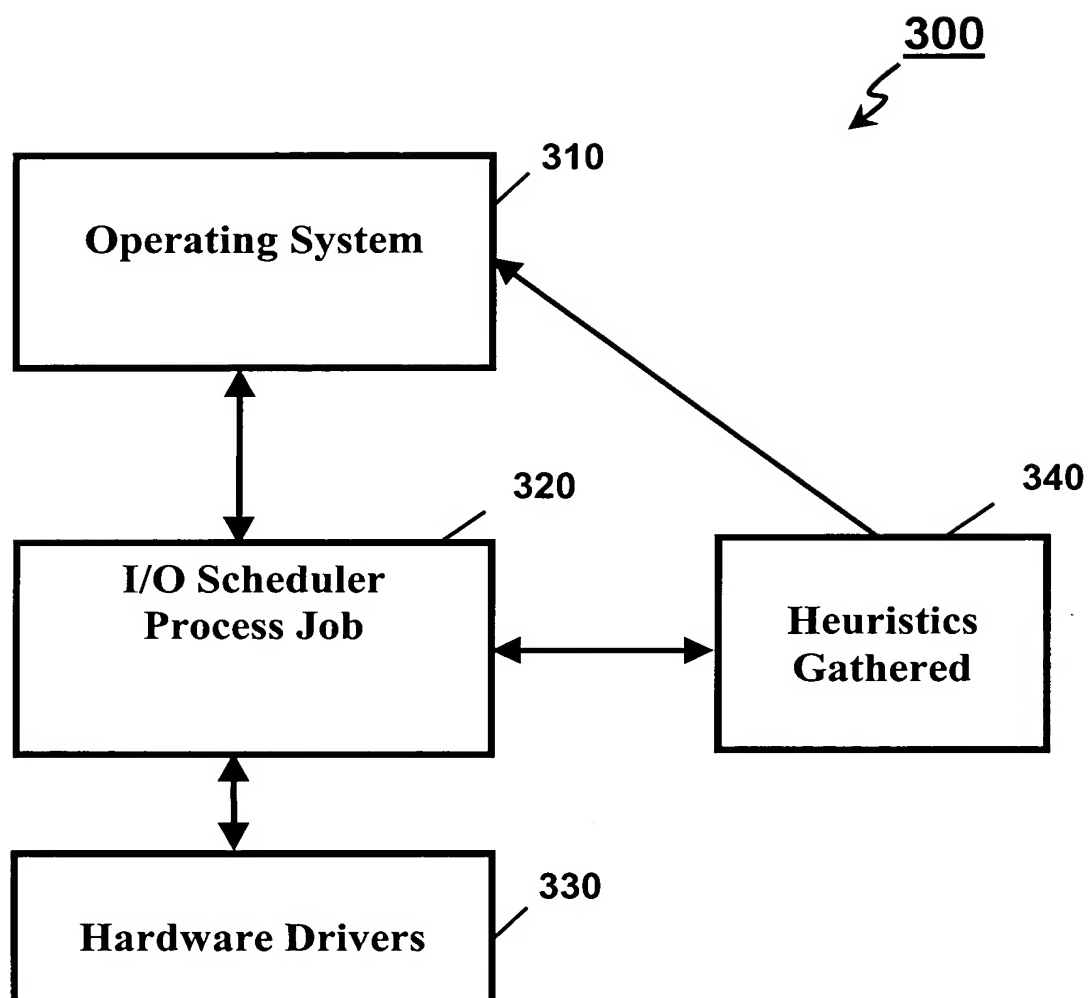 300
310
Operating System
320
340
I/O Scheduler
Process Job
Heuristics
Gathered
330
Hardware Drivers